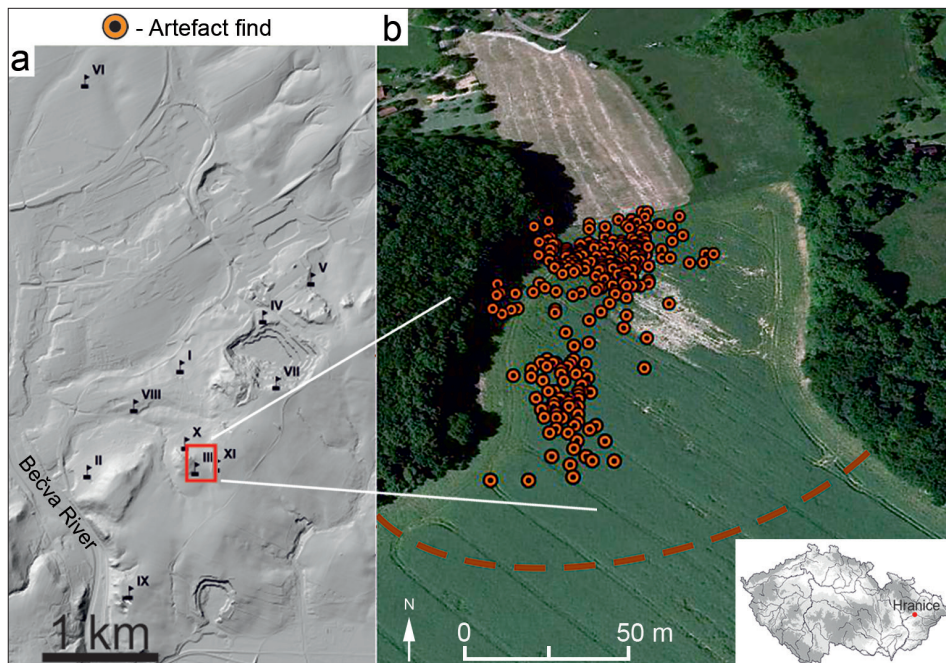 - Artefact find
a
b
VI
V
IV
I
VII
VIII
X
III
XI
II
Bečva River
IX
1 km
N
0
50 m
Hranice